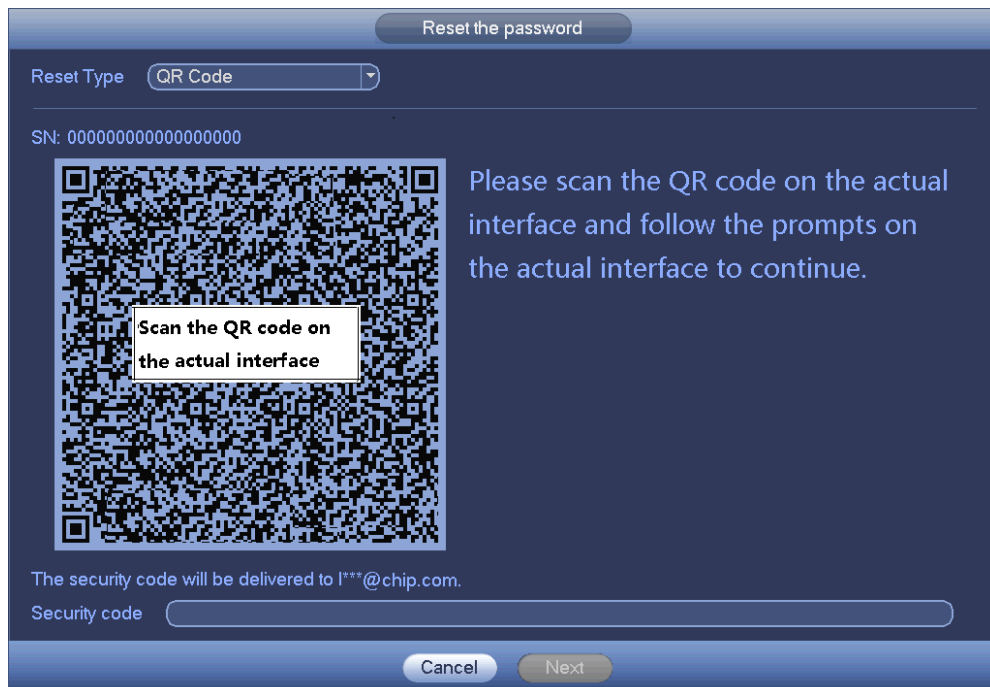 Reset the password
Reset Type QR Code
SN: 000000000000000000
Please scan the QR code on the actual
interface and follow the prompts on
the actual interface to continue.
Scan the QR code on
the actual interface
The security code will be delivered to l***@chip.com.
Security code
Cancel Next